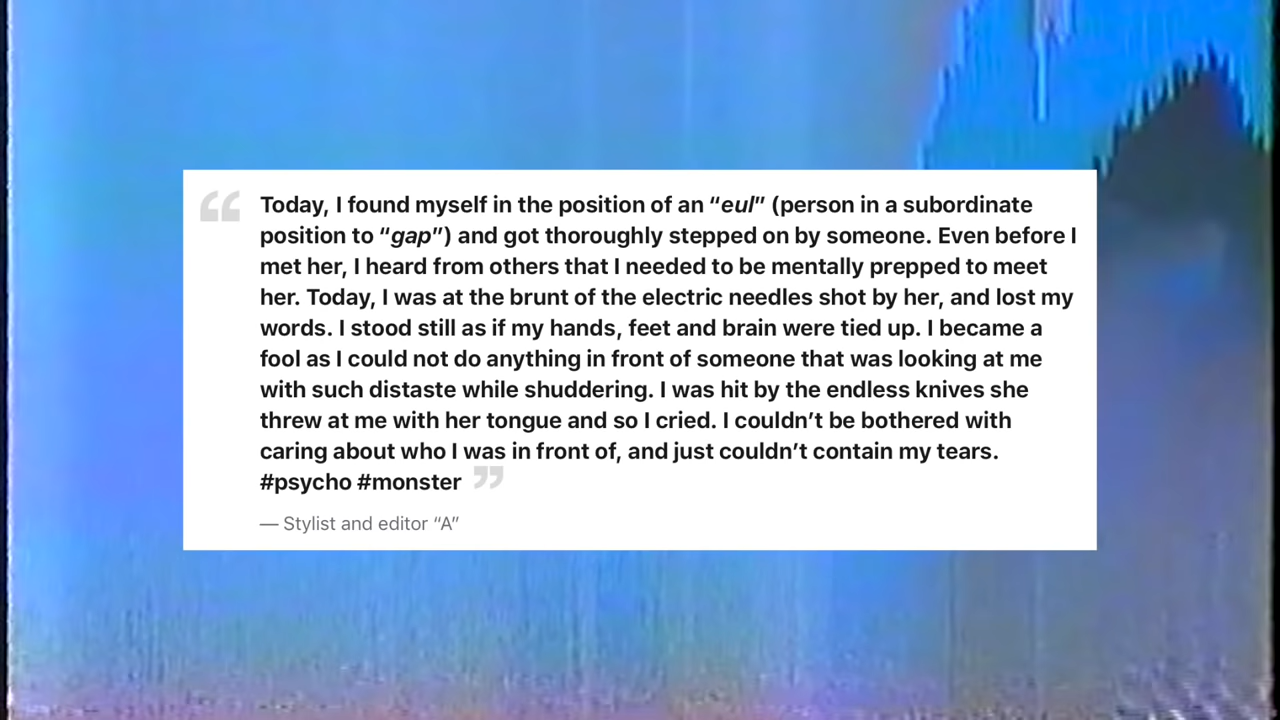 “
Today, I found myself in the position of an “eul” (person in a subordinate
position to “gap”) and got thoroughly stepped on by someone. Even before I
met her, I heard from others that I needed to be mentally prepped to meet
her. Today, I was at the brunt of the electric needles shot by her, and lost my
words. I stood still as if my hands, feet and brain were tied up. I became a
fool as I could not do anything in front of someone that was looking at me
with such distaste while shuddering. I was hit by the endless knives she
threw at me with her tongue and so I cried. I couldn’t be bothered with
caring about who I was in front of, and just couldn’t contain my tears.
#psycho #monster ”
— Stylist and editor “A”